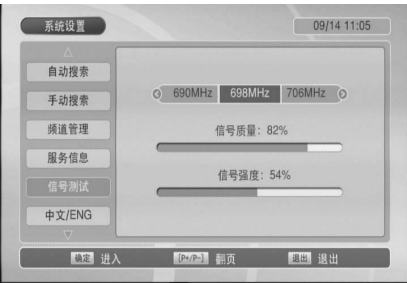 系统设置
09/14 11:05
自动搜索
手动搜索
频道管理
服务信息
信号测试
中文/ENG
690MHz 698MHz 706MHz
信号质量: 82%
信号强度: 54%
确定 进入 [P+/P-] 翻页 退出 退出